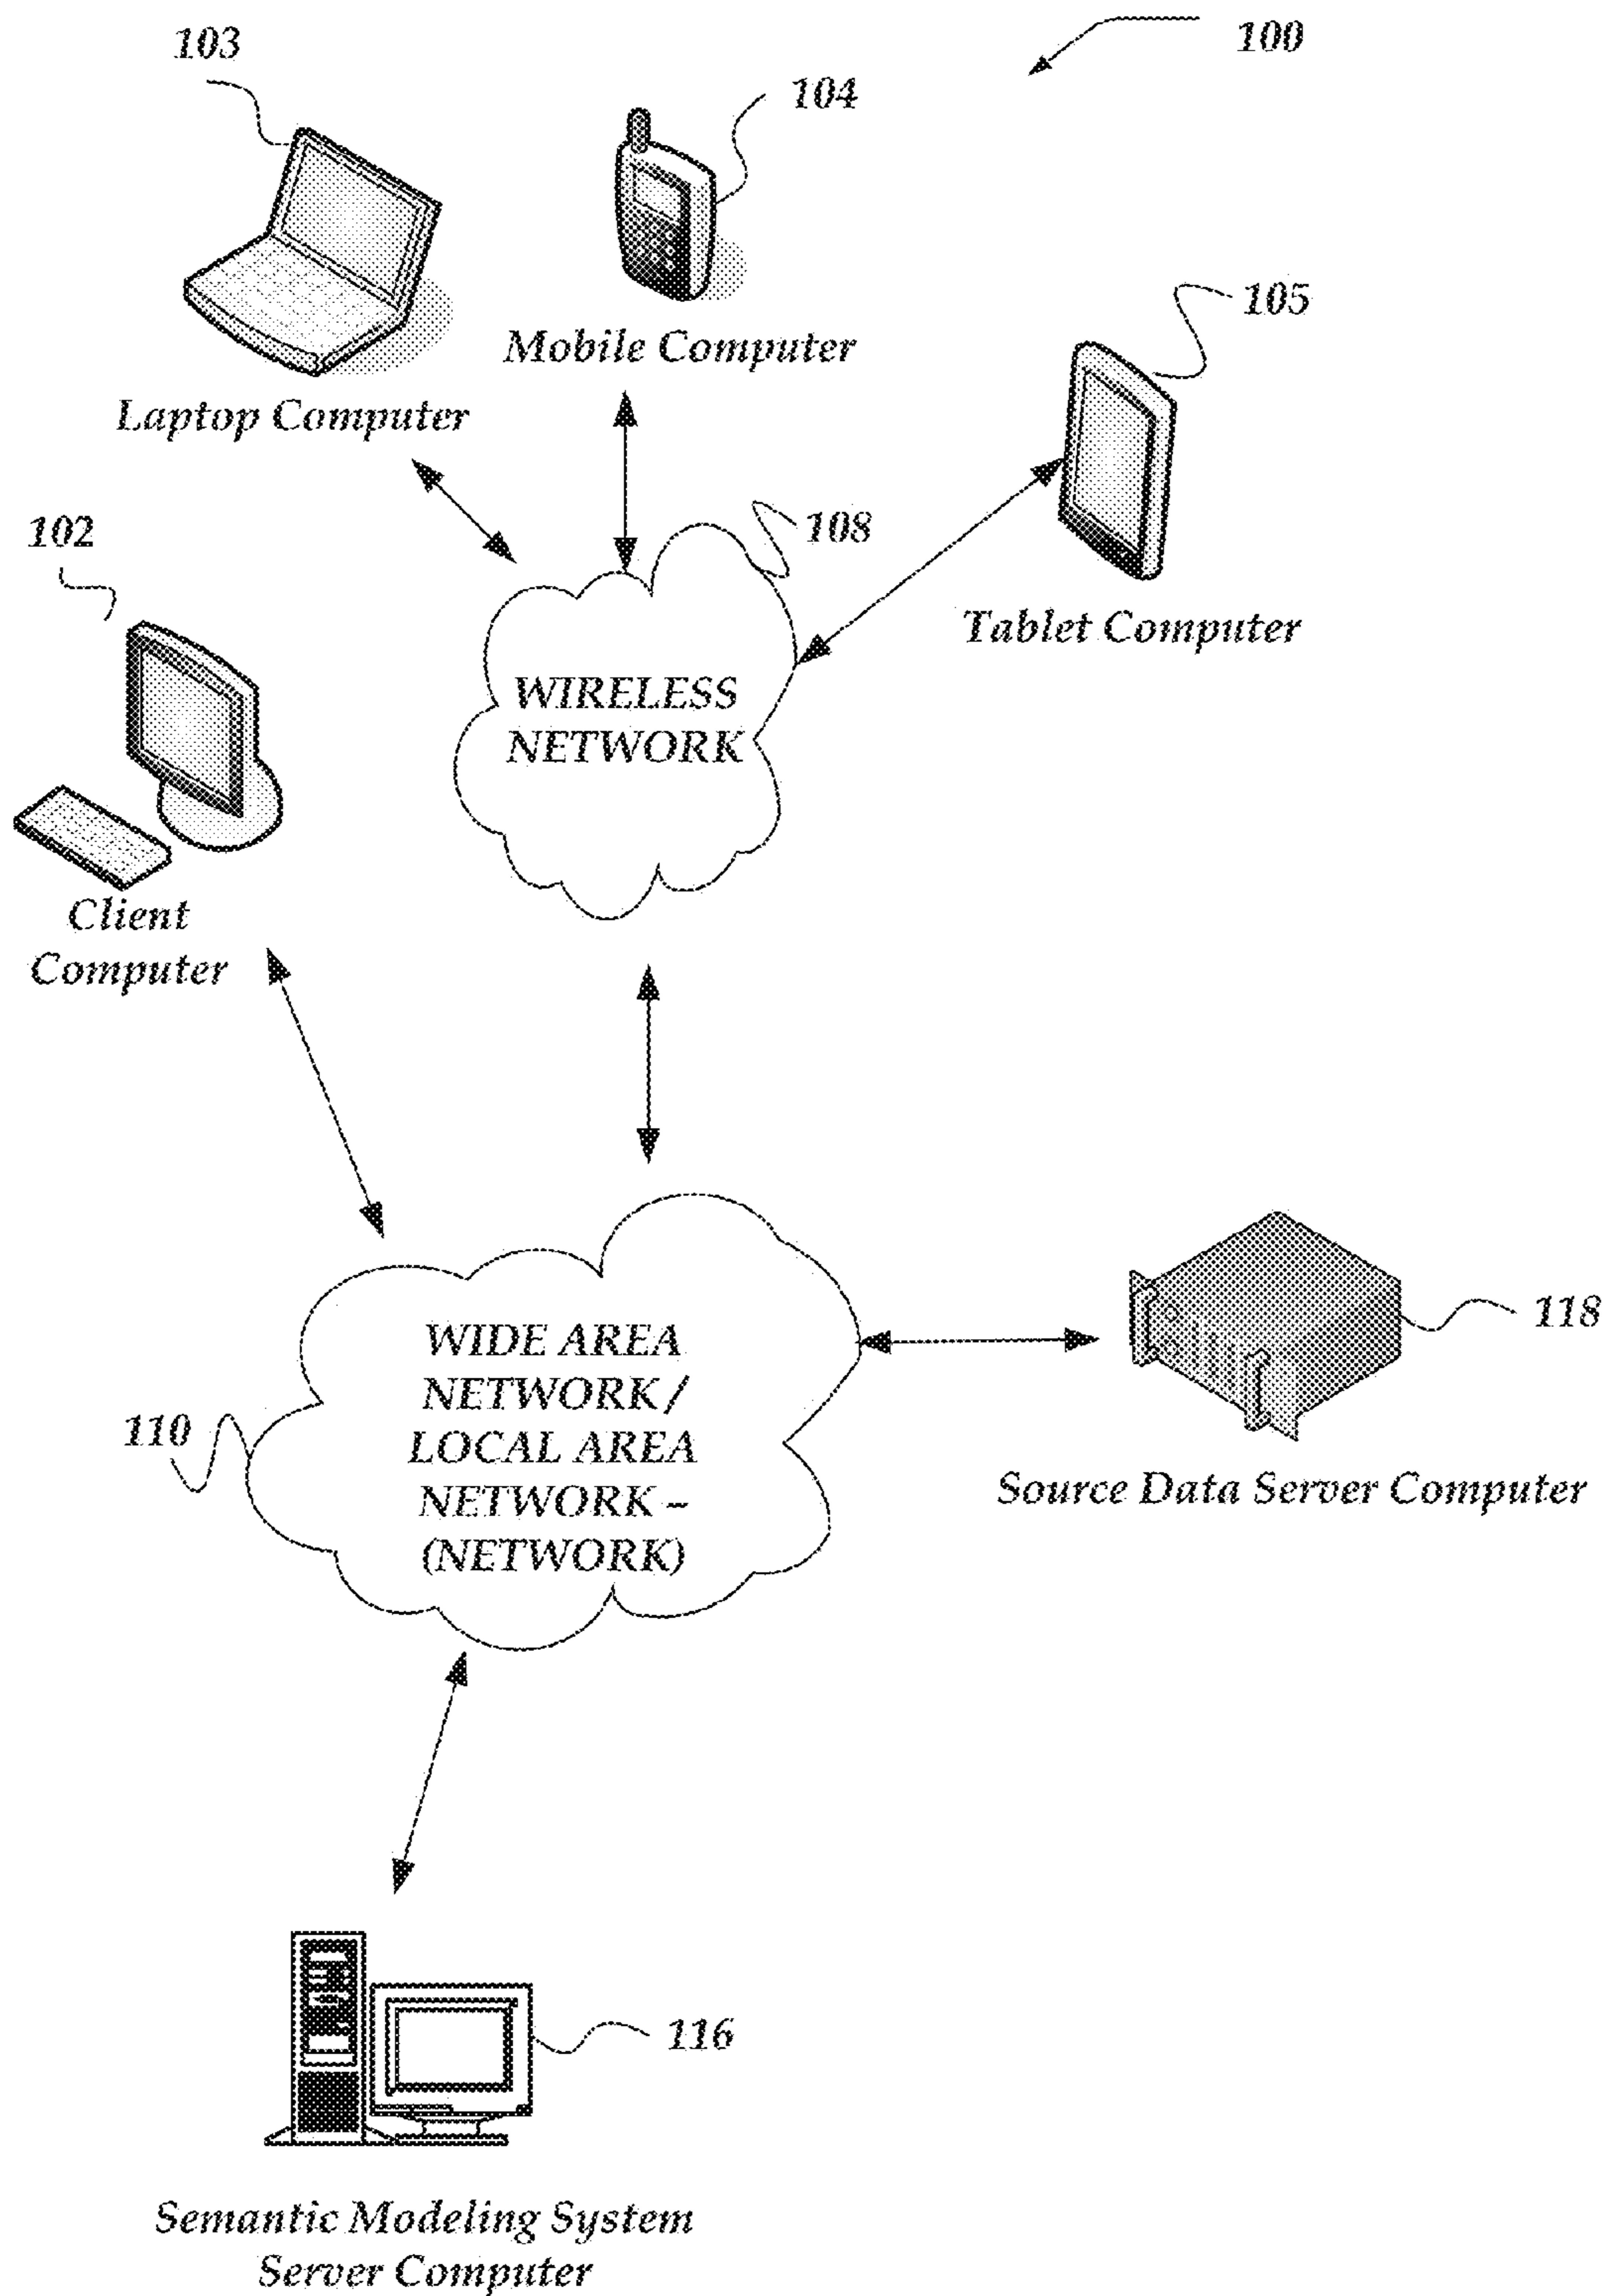 100
103
104
Mobile Computer
105
Laptop Computer
102
108
Tablet Computer
WIRELESS
NETWORK
Client
Computer
WIDE AREA
NETWORK /
LOCAL AREA
NETWORK –
(NETWORK)
110
118
Source Data Server Computer
116
Semantic Modeling System
Server Computer